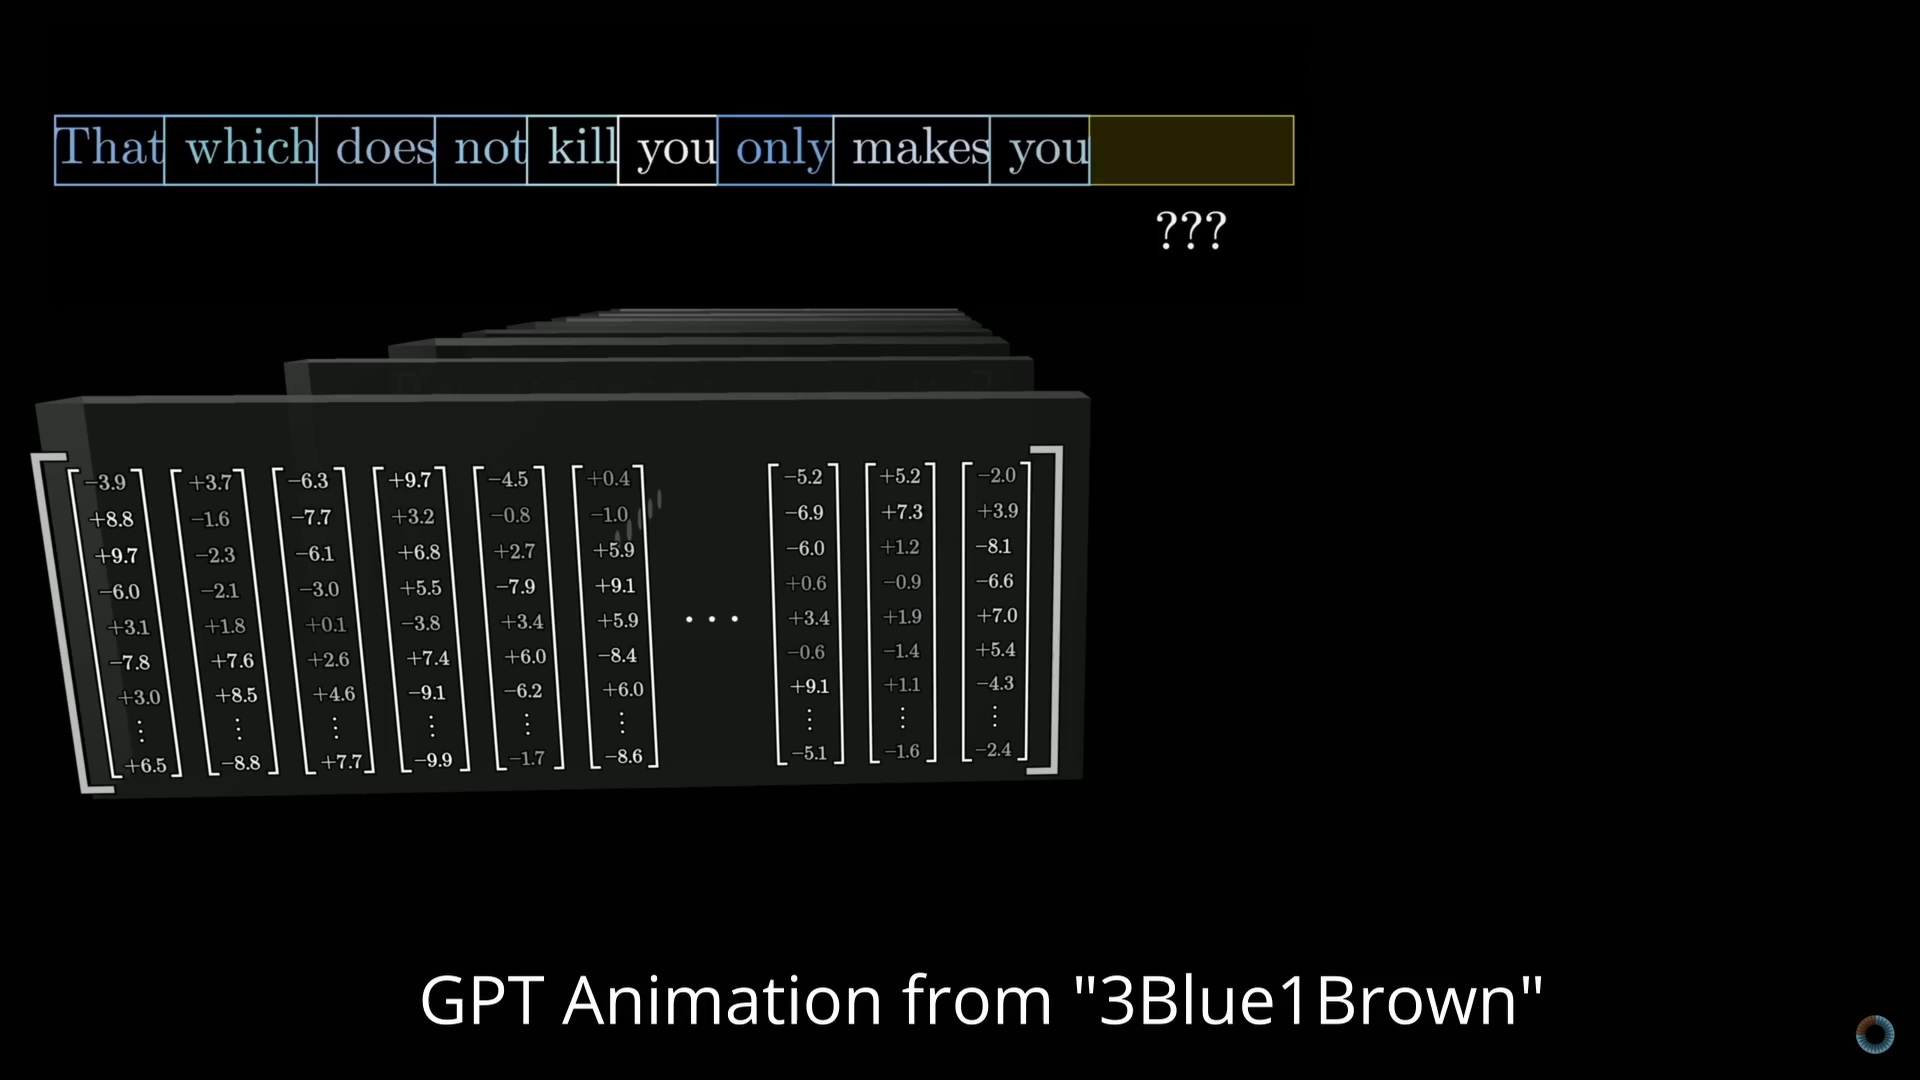 That which does not kill you only makes you
???
−3.9 +3.7 −6.3 +9.7 −4.5 +0.4 −5.2 +5.2 −2.0
+8.8 −1.6 −7.7 +3.2 −0.8 −1.0 −6.9 +7.3 +3.9
+9.7 −2.3 −6.1 +6.8 +2.7 +5.9 −6.0 +1.2 −8.1
−6.0 −2.1 −3.0 +5.5 −7.9 +9.1 +0.6 −0.9 −6.6
+3.1 +1.8 +0.1 −3.8 +3.4 +5.9 ... +3.4 +1.9 +7.0
−7.8 +7.6 +2.6 +7.4 +6.0 −8.4 −0.6 −1.4 +5.4
+3.0 +8.5 +4.6 −9.1 −6.2 +6.0 +9.1 +1.1 −4.3
⋮ ⋮ ⋮ ⋮ ⋮ ⋮ ⋮ ⋮ ⋮
+6.5 −8.8 +7.7 −9.9 −1.7 −8.6 −5.1 −1.6 −2.4
GPT Animation from "3Blue1Brown"